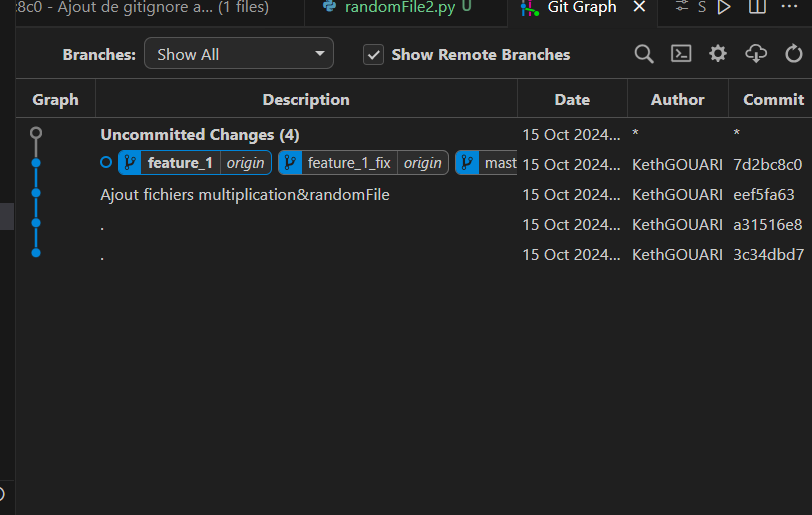 8c0 - Ajout de gitignore a... (1 files) randomFile2.py U Git Graph S
Branches: Show All Show Remote Branches
Graph Description Date Author Commit
Uncommitted Changes (4) 15 Oct 2024... * *
feature_1 origin feature_1_fix origin mast 15 Oct 2024... KethGOUARI 7d2bc8c0
Ajout fichiers multiplication&randomFile 15 Oct 2024... KethGOUARI eef5fa63
. 15 Oct 2024... KethGOUARI a31516e8
. 15 Oct 2024... KethGOUARI 3c34dbd7